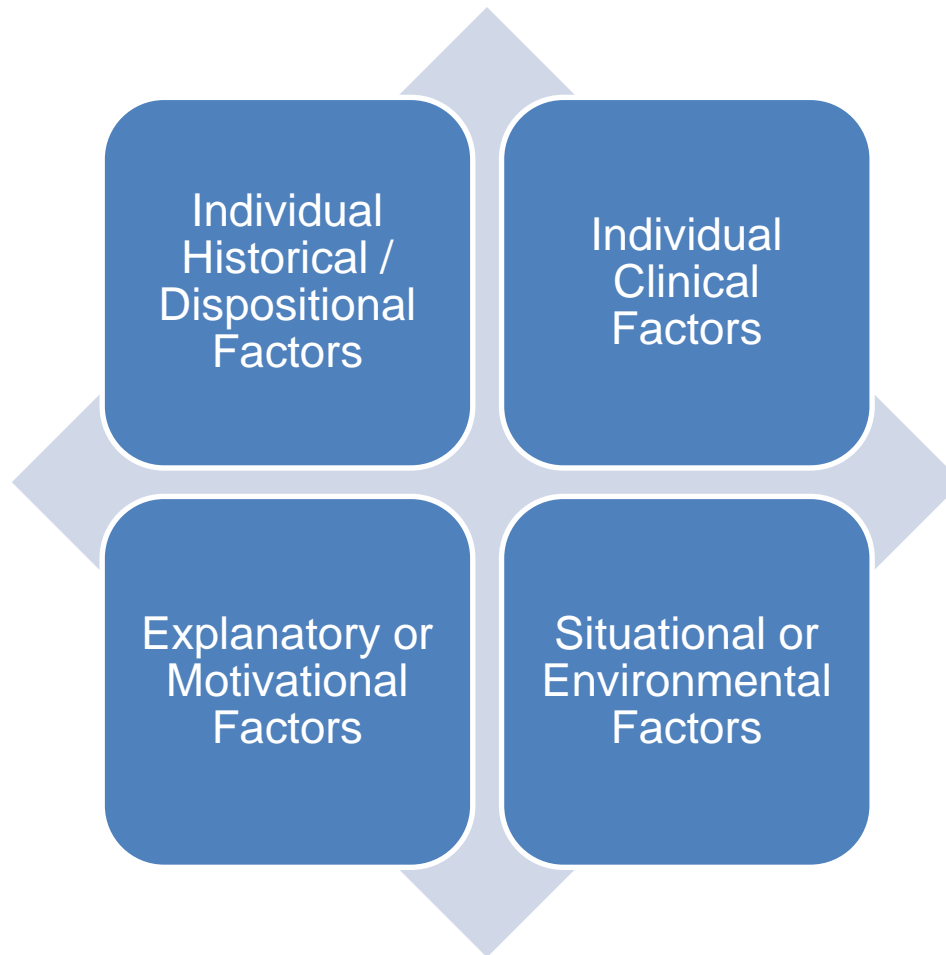 Individual
Historical /
Dispositional
Factors
Individual
Clinical
Factors
Explanatory or
Motivational
Factors
Situational or
Environmental
Factors